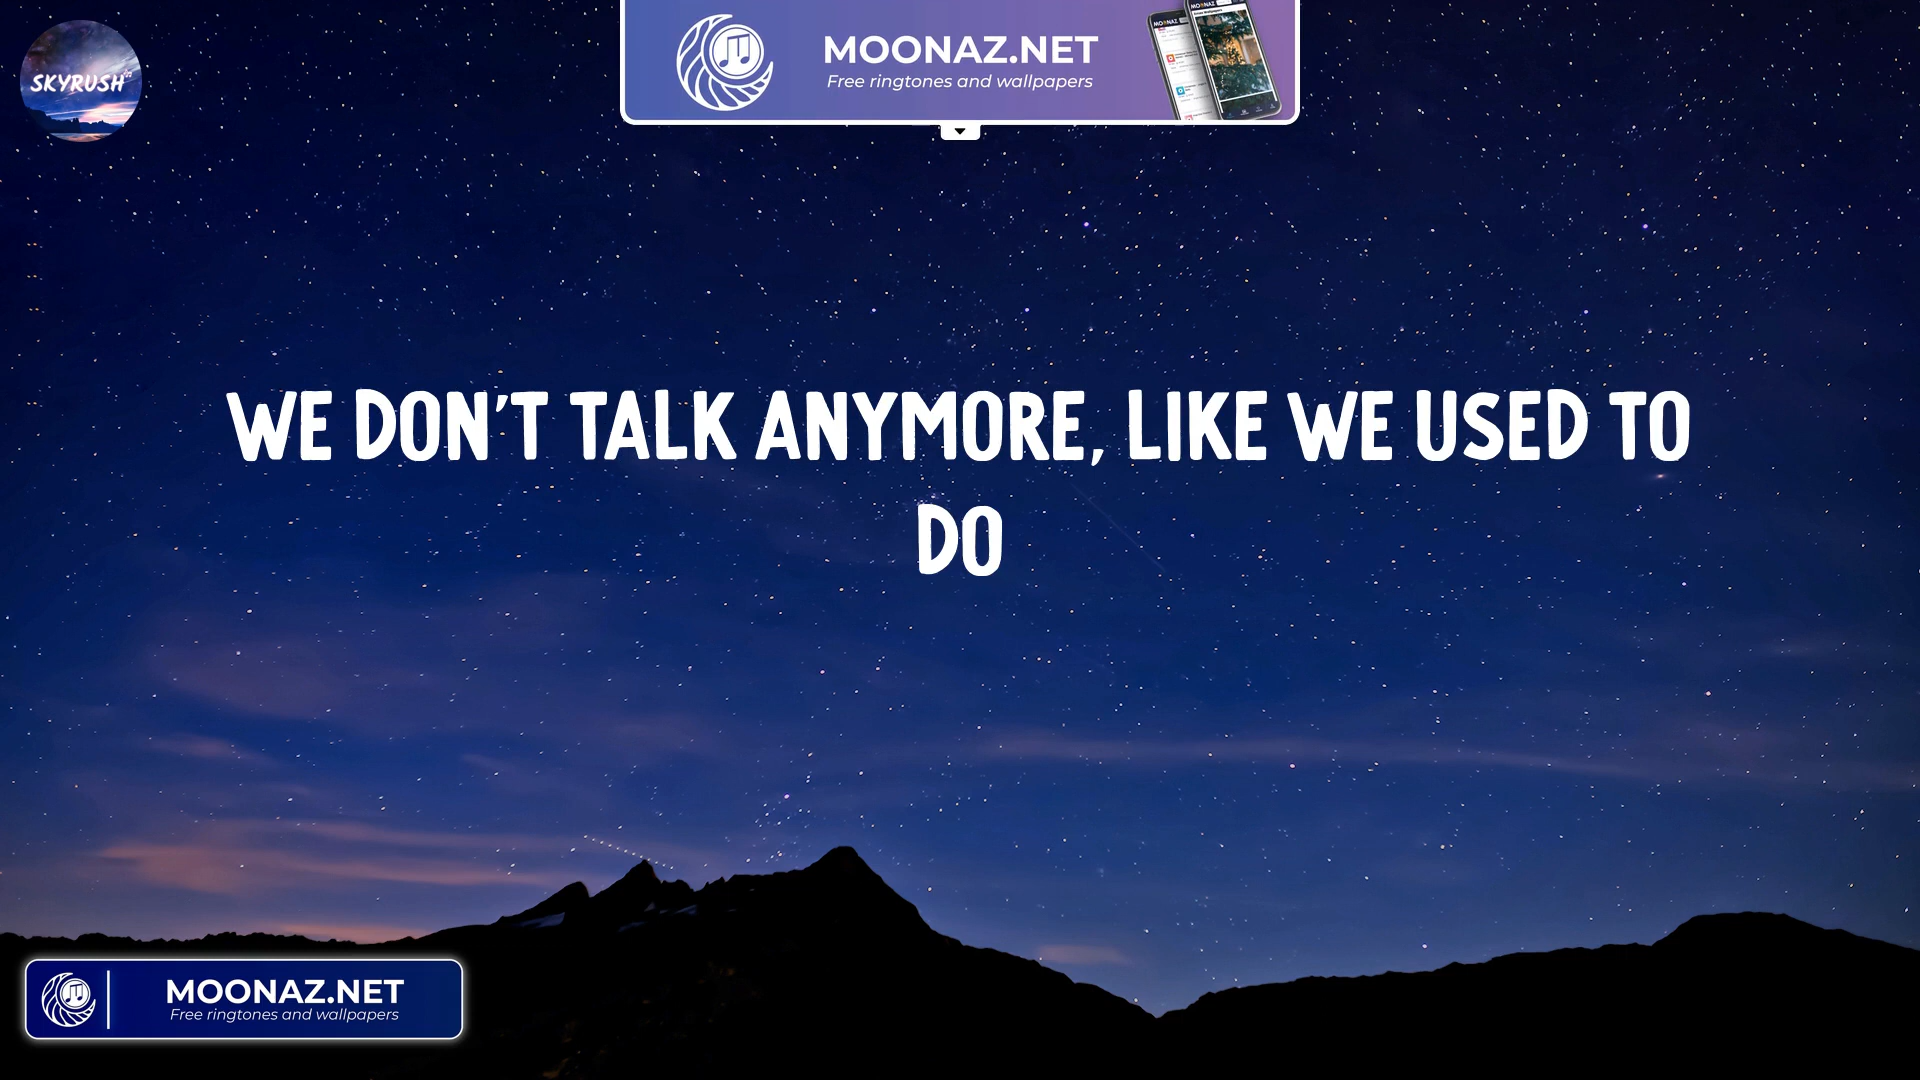 SKYRUSH
MOONAZ.NET
Free ringtones and wallpapers
WE DON'T TALK ANYMORE, LIKE WE USED TO
DO
MOONAZ.NET
Free ringtones and wallpapers